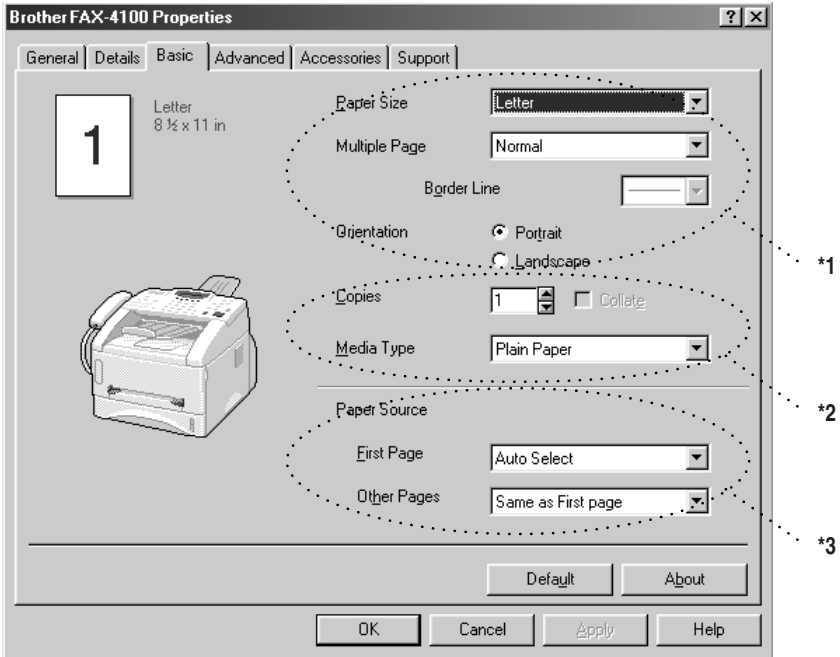 Brother FAX-4100 Properties
? X
General Details Basic Advanced Accessories Support
1
Letter
8 ½ x 11 in
Paper Size Letter
Multiple Page Normal
Border Line
Orientation Portrait
Landscape
*1
Copies 1 Collate
Media Type Plain Paper
*2
Paper Source
First Page Auto Select
Other Pages Same as First page
*3
Default About
OK Cancel Apply Help